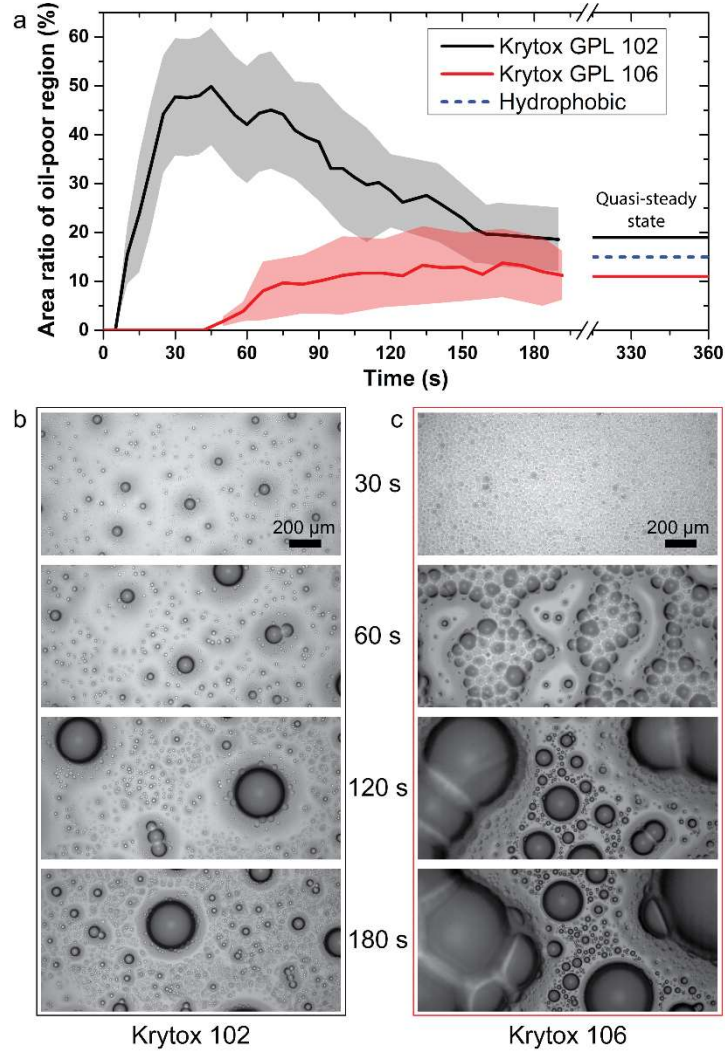 a
Area ratio of oil-poor region (%)
60
50
40
30
20
10
0
Krytox GPL 102
Krytox GPL 106
Hydrophobic
Quasi-steady
state
0 30 60 90 120 150 180 330 360
Time (s)
b
c
30 s
200 µm
200 µm
60 s
120 s
180 s
Krytox 102
Krytox 106